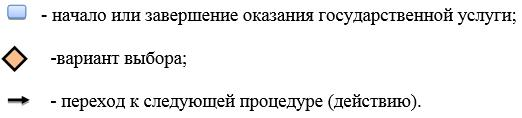 - начало или завершение оказания государственной услуги;
-вариант выбора;
- переход к следующей процедуре (действию).